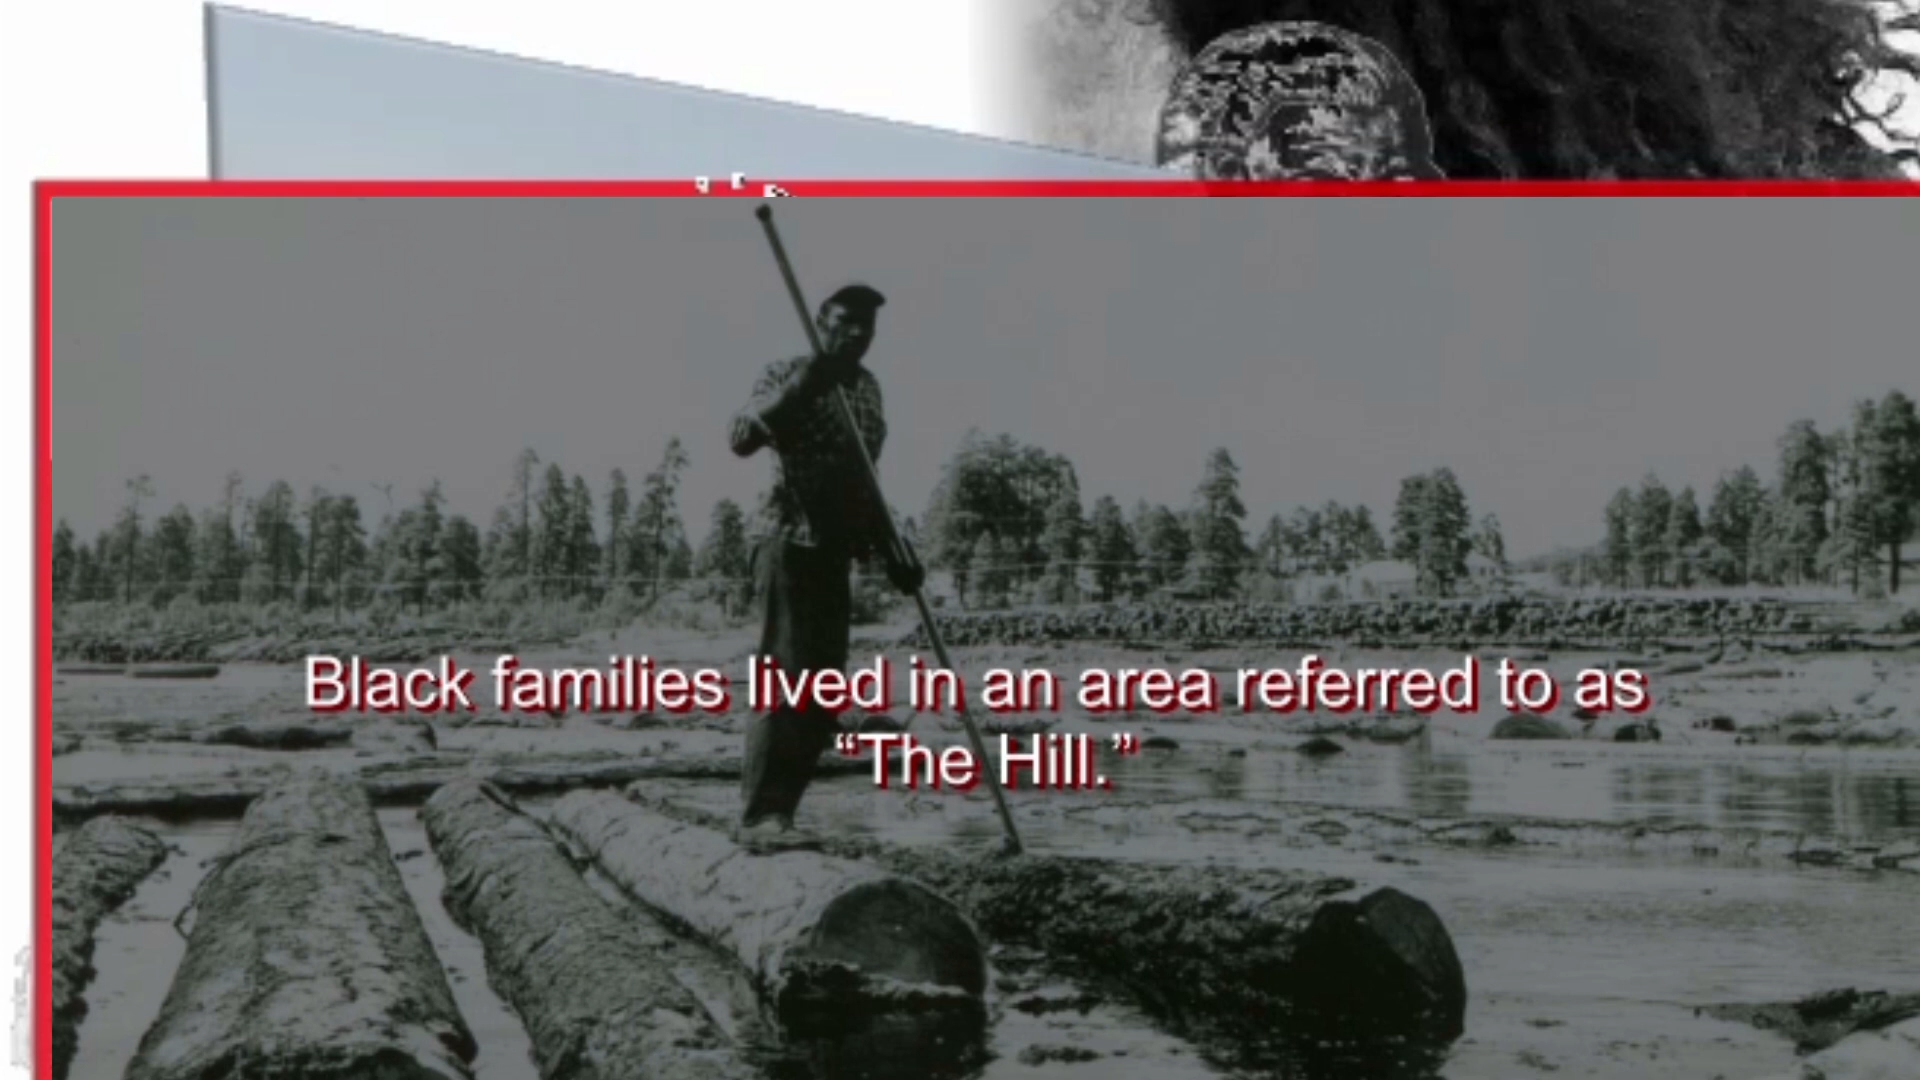 Black families lived in an area referred to as
“The Hill.”